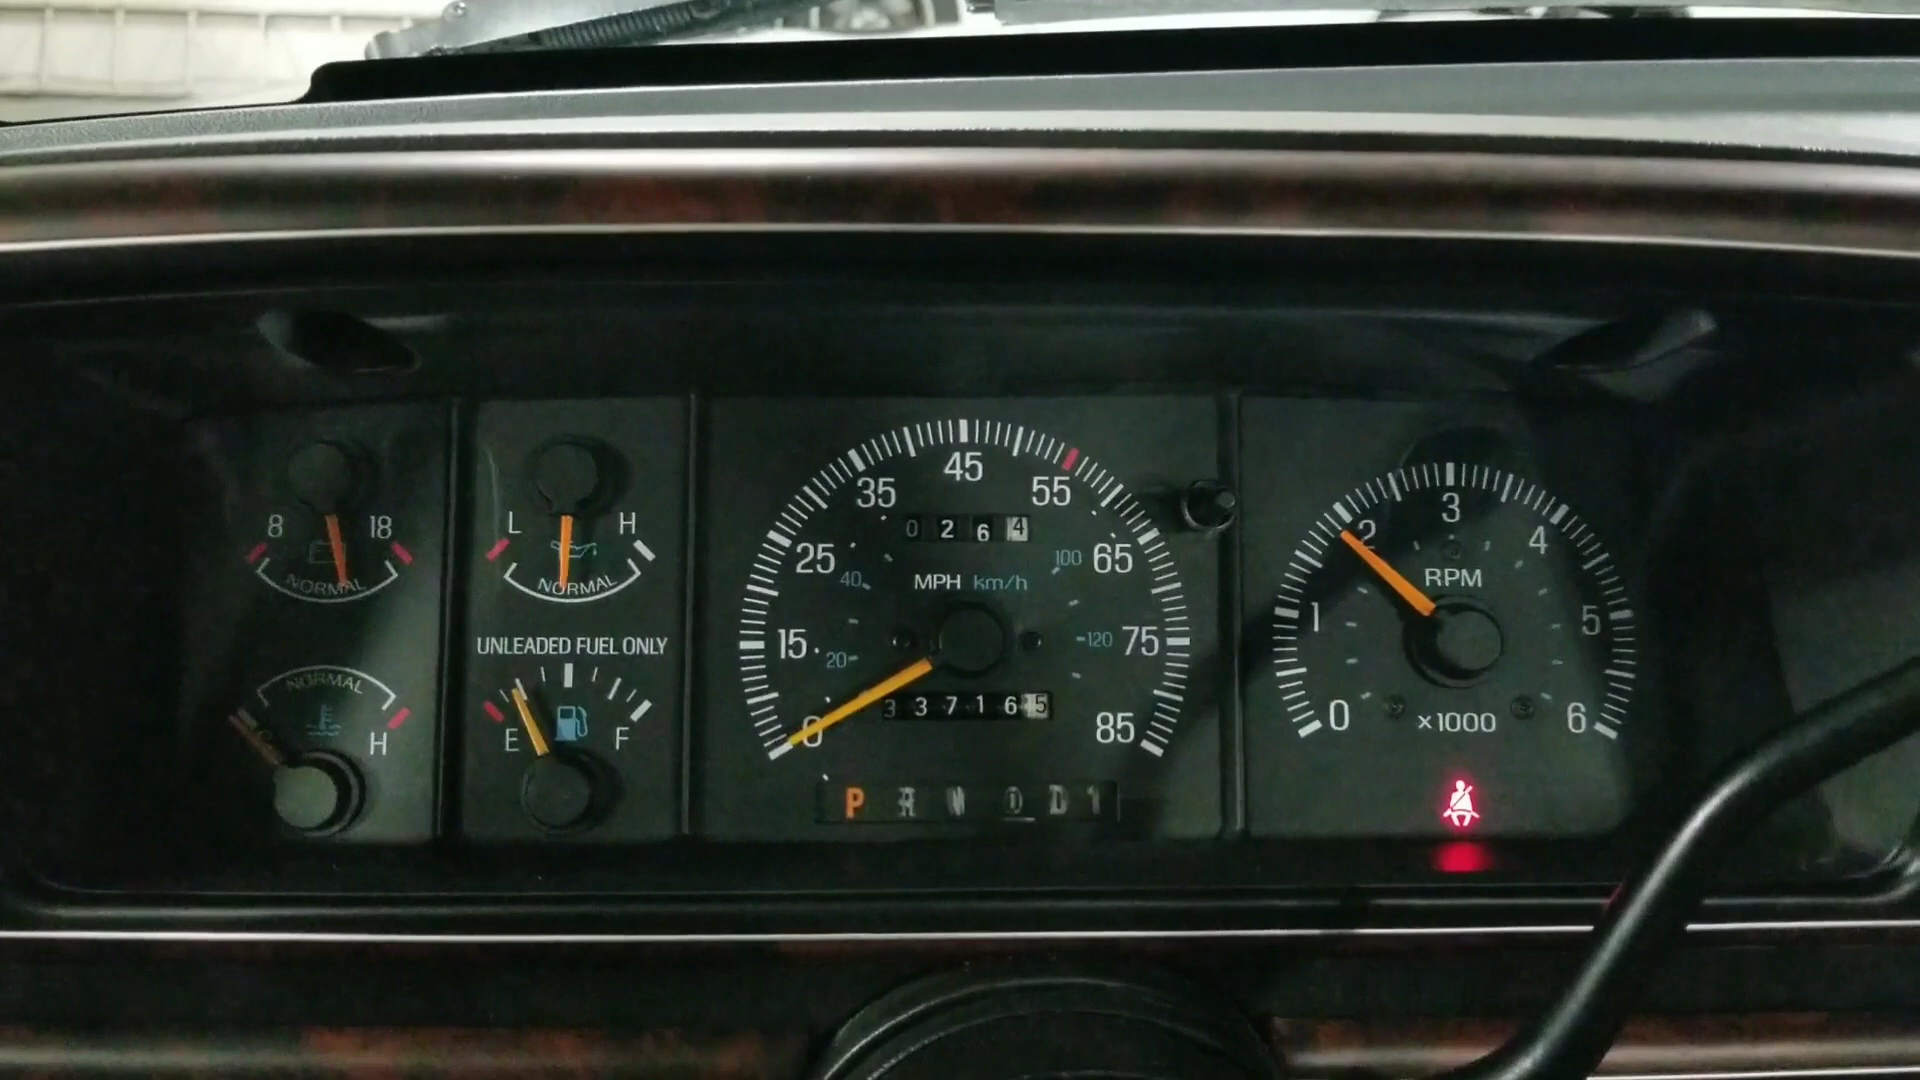 8 18
NORMAL
L H
NORMAL
UNLEADED FUEL ONLY
E F
NORMAL
C H
0 15 25 35 45 55 65 75 85
0 2 6 4
MPH km/h
20 40 100 120
3 3 7 1 6 5
P R N D D 1
0 1 2 3 4 5 6
RPM
×1000